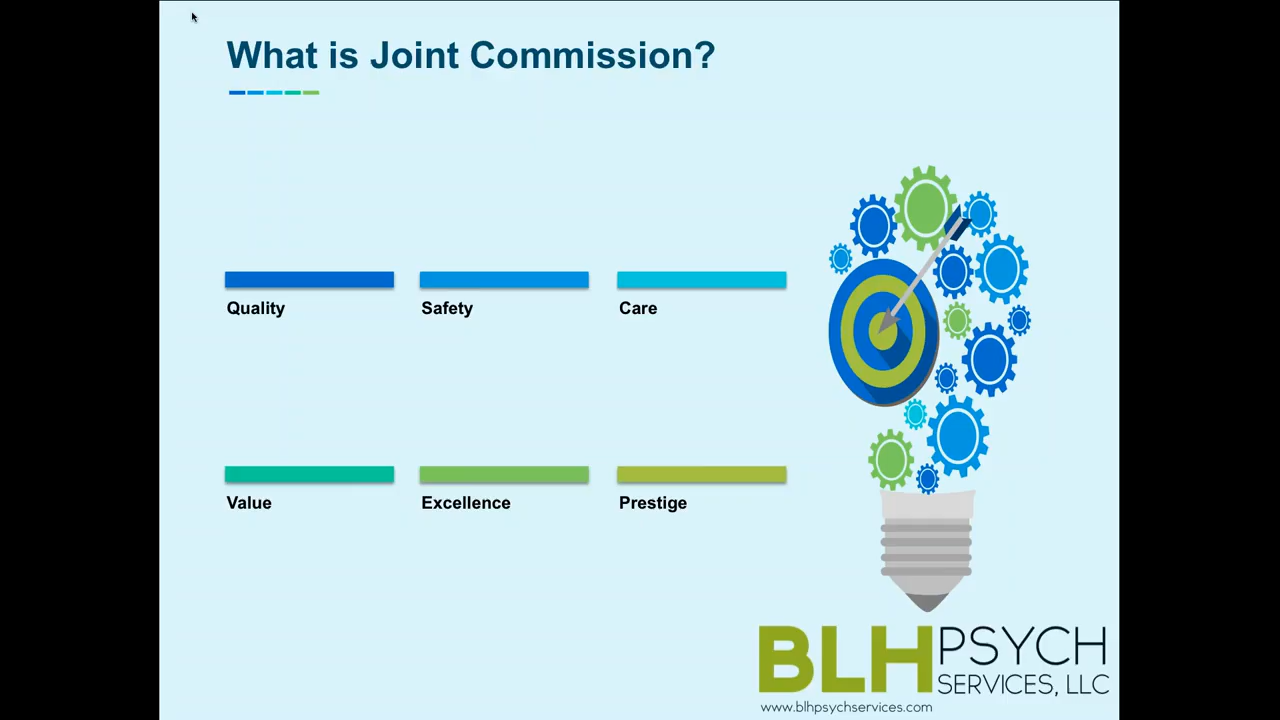 What is Joint Commission?
Quality
Safety
Care
Value
Excellence
Prestige
BLH PSYCH
SERVICES, LLC
www.blhpsychservices.com